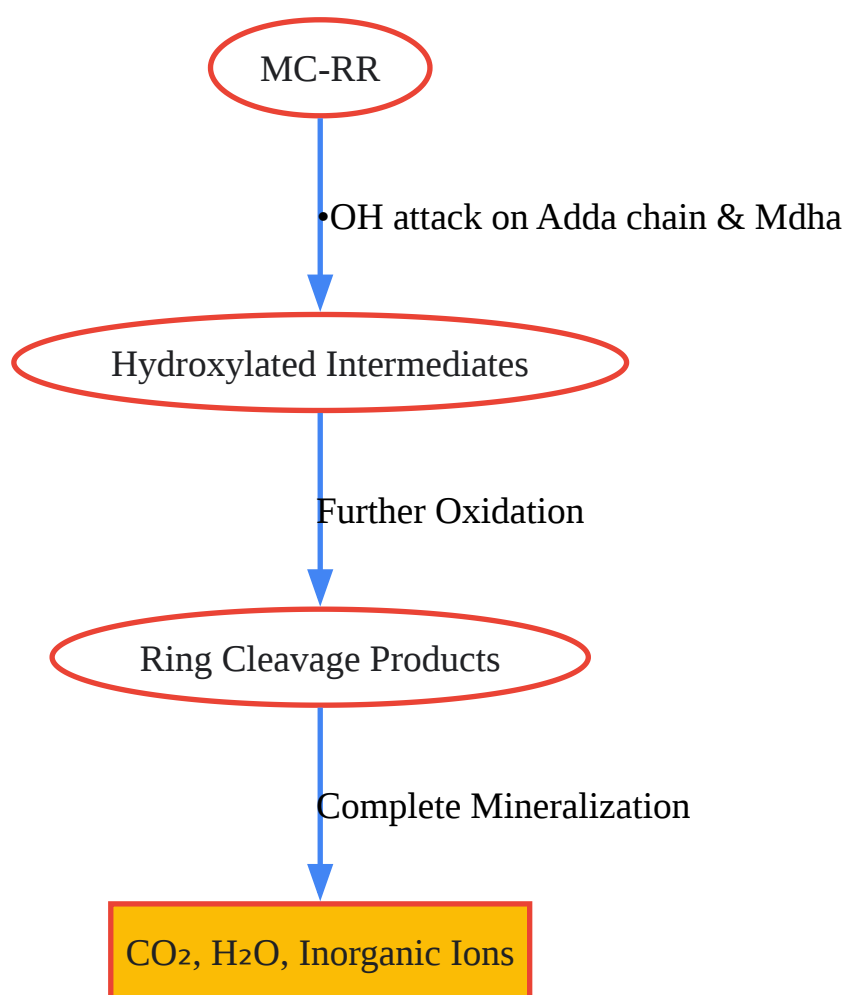 MC-RR
•OH attack on Adda chain & Mdha
Hydroxylated Intermediates
Further Oxidation
Ring Cleavage Products
Complete Mineralization
CO₂, H₂O, Inorganic Ions